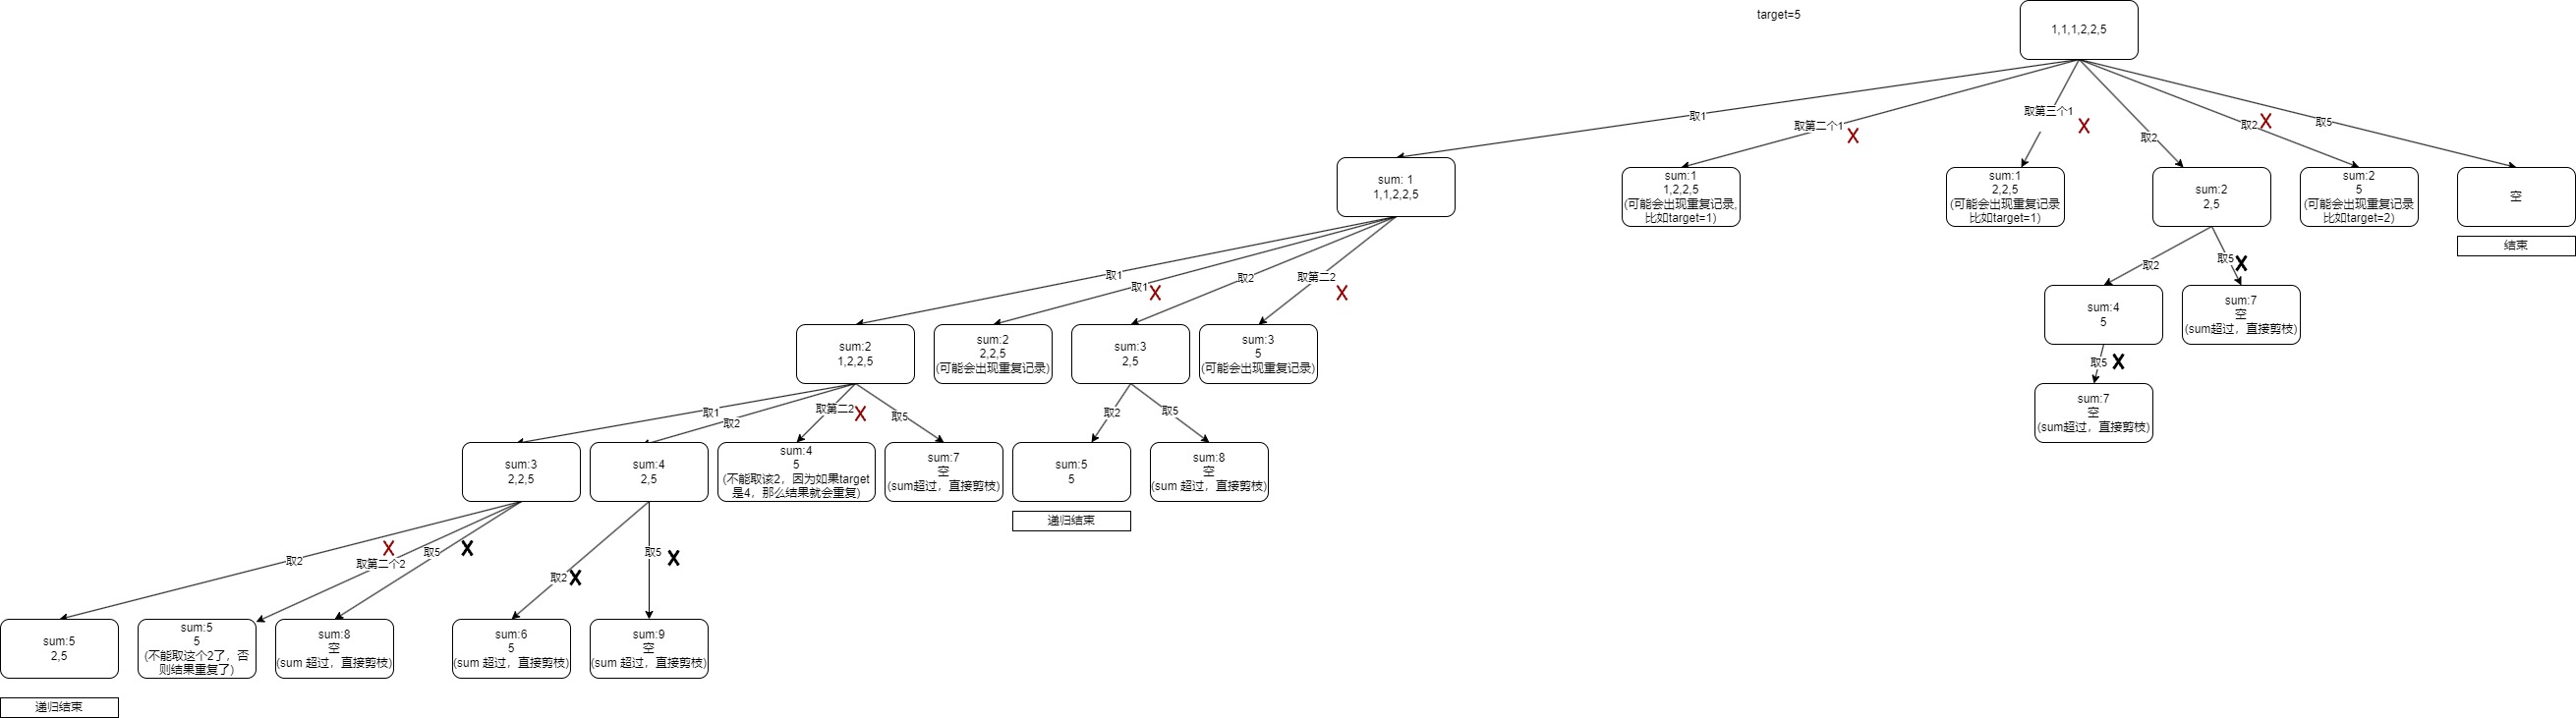 target=5
1,1,1,2,2,5
取1
取第二个1
取第三个1
取2
取2
取5
sum: 1
1,1,2,2,5
sum:1
1,2,2,5
(可能会出现重复记录,
比如target=1)
sum:1
2,2,5
(可能会出现重复记录
比如target=1)
sum:2
2,5
sum:2
5
(可能会出现重复记录
比如target=2)
空
结束
取1
取1
取2
取第二2
取2
取5
sum:2
1,2,2,5
sum:2
2,2,5
(可能会出现重复记录)
sum:3
2,5
sum:3
5
(可能会出现重复记录)
sum:4
5
sum:7
空
(sum超过，直接剪枝)
取5
sum:7
空
(sum超过，直接剪枝)
取1
取2
取第二2
取5
取2
取5
sum:3
2,2,5
sum:4
2,5
sum:4
5
(不能取该2，因为如果target
是4，那么结果就会重复)
sum:7
空
(sum超过，直接剪枝)
sum:5
5
sum:8
空
(sum 超过，直接剪枝)
递归结束
取2
取第二个2
取5
取2
取5
sum:5
2,5
sum:5
5
(不能取这个2了，否
则结果重复了)
sum:8
空
(sum 超过，直接剪枝)
sum:6
5
(sum 超过，直接剪枝)
sum:9
空
(sum 超过，直接剪枝)
递归结束